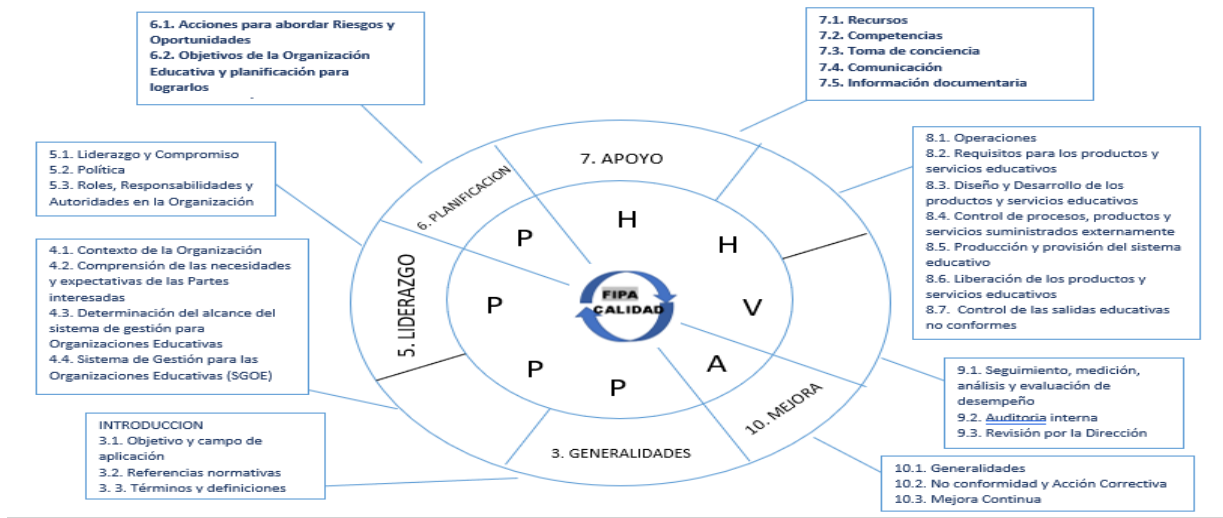 6.1. Acciones para abordar Riesgos y
Oportunidades
6.2. Objetivos de la Organización
Educativa y planificación para
lograrlos
7.1. Recursos
7.2. Competencias
7.3. Toma de conciencia
7.4. Comunicación
7.5. Información documentaria
5.1. Liderazgo y Compromiso
5.2. Política
5.3. Roles, Responsabilidades y
Autoridades en la Organización
8.1. Operaciones
8.2. Requisitos para los productos y
servicios educativos
8.3. Diseño y Desarrollo de los
productos y servicios educativos
8.4. Control de procesos, productos y
servicios suministrados externamente
8.5. Producción y provisión del sistema
educativo
8.6. Liberación de los productos y
servicios educativos
8.7. Control de las salidas educativas
no conformes
4.1. Contexto de la Organización
4.2. Comprensión de las necesidades
y expectativas de las Partes
interesadas
4.3. Determinación del alcance del
sistema de gestión para
Organizaciones Educativas
4.4. Sistema de Gestión para las
Organizaciones Educativas (SGOE)
7. APOYO
6. PLANIFICACION
5. LIDERAZGO
H
P
H
P
V
P
P
A
FIPA
CALIDAD
10. MEJORA
3. GENERALIDADES
9.1. Seguimiento, medición,
análisis y evaluación de
desempeño
9.2. Auditoria interna
9.3. Revisión por la Dirección
INTRODUCCION
3.1. Objetivo y campo de
aplicación
3.2. Referencias normativas
3. 3. Términos y definiciones
10.1. Generalidades
10.2. No conformidad y Acción Correctiva
10.3. Mejora Continua